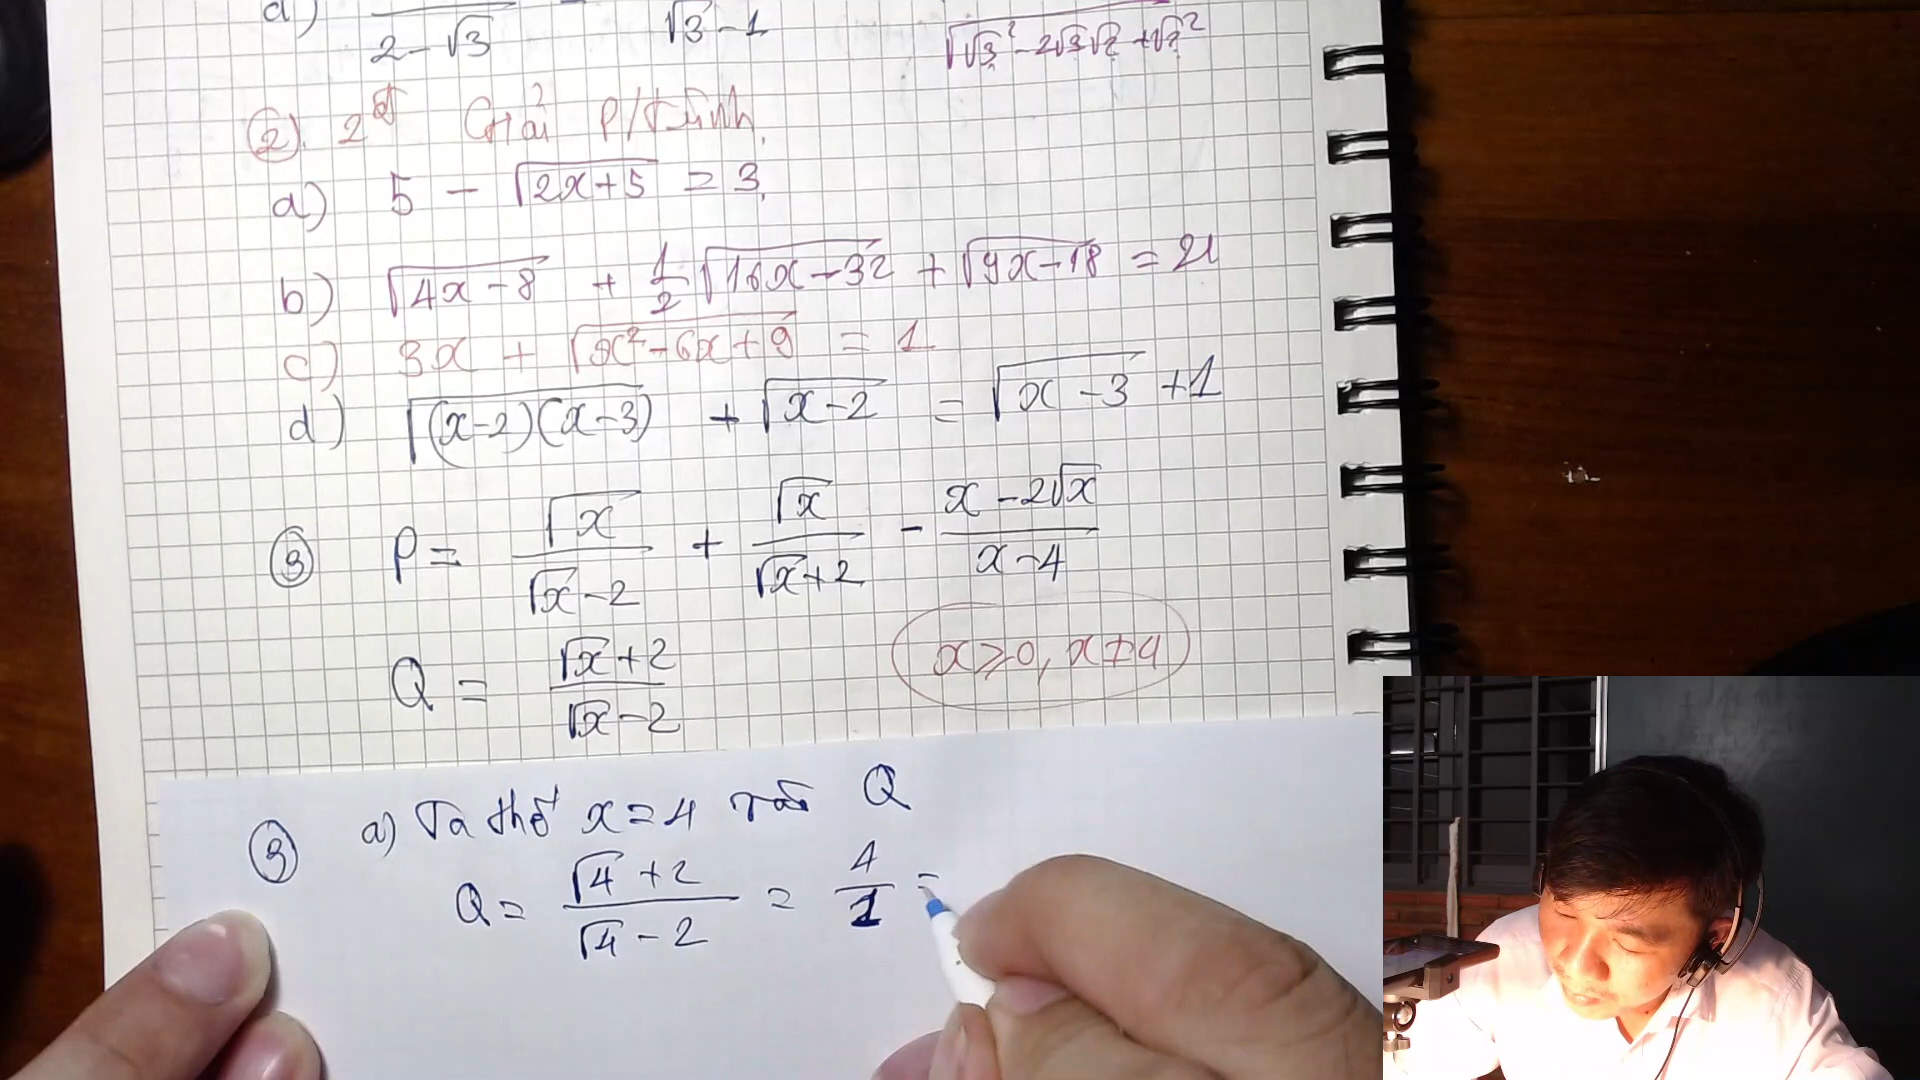 d) 2-√3 √3-1 √(√3² - 2√3√2 + √2²)
②. 2đ Giải p/trình.
a) 5 - √(2x+5) = 3.
b) √(4x-8) + 1/2 √(16x-32) + √(9x-18) = 21
c) 3x + √(9x²-6x+9) = 1
d) √((x-2)(x-3)) + √(x-2) = √(x-3) + 1
③ P = √x/(√x-2) + √x/(√x+2) - (x-2√x)/(x-4)
Q = (√x+2)/(√x-2) x≥0, x≠4
③ a) Ta thế x=4 vào Q
Q = (√4+2)/(√4-2) = 4/1 =